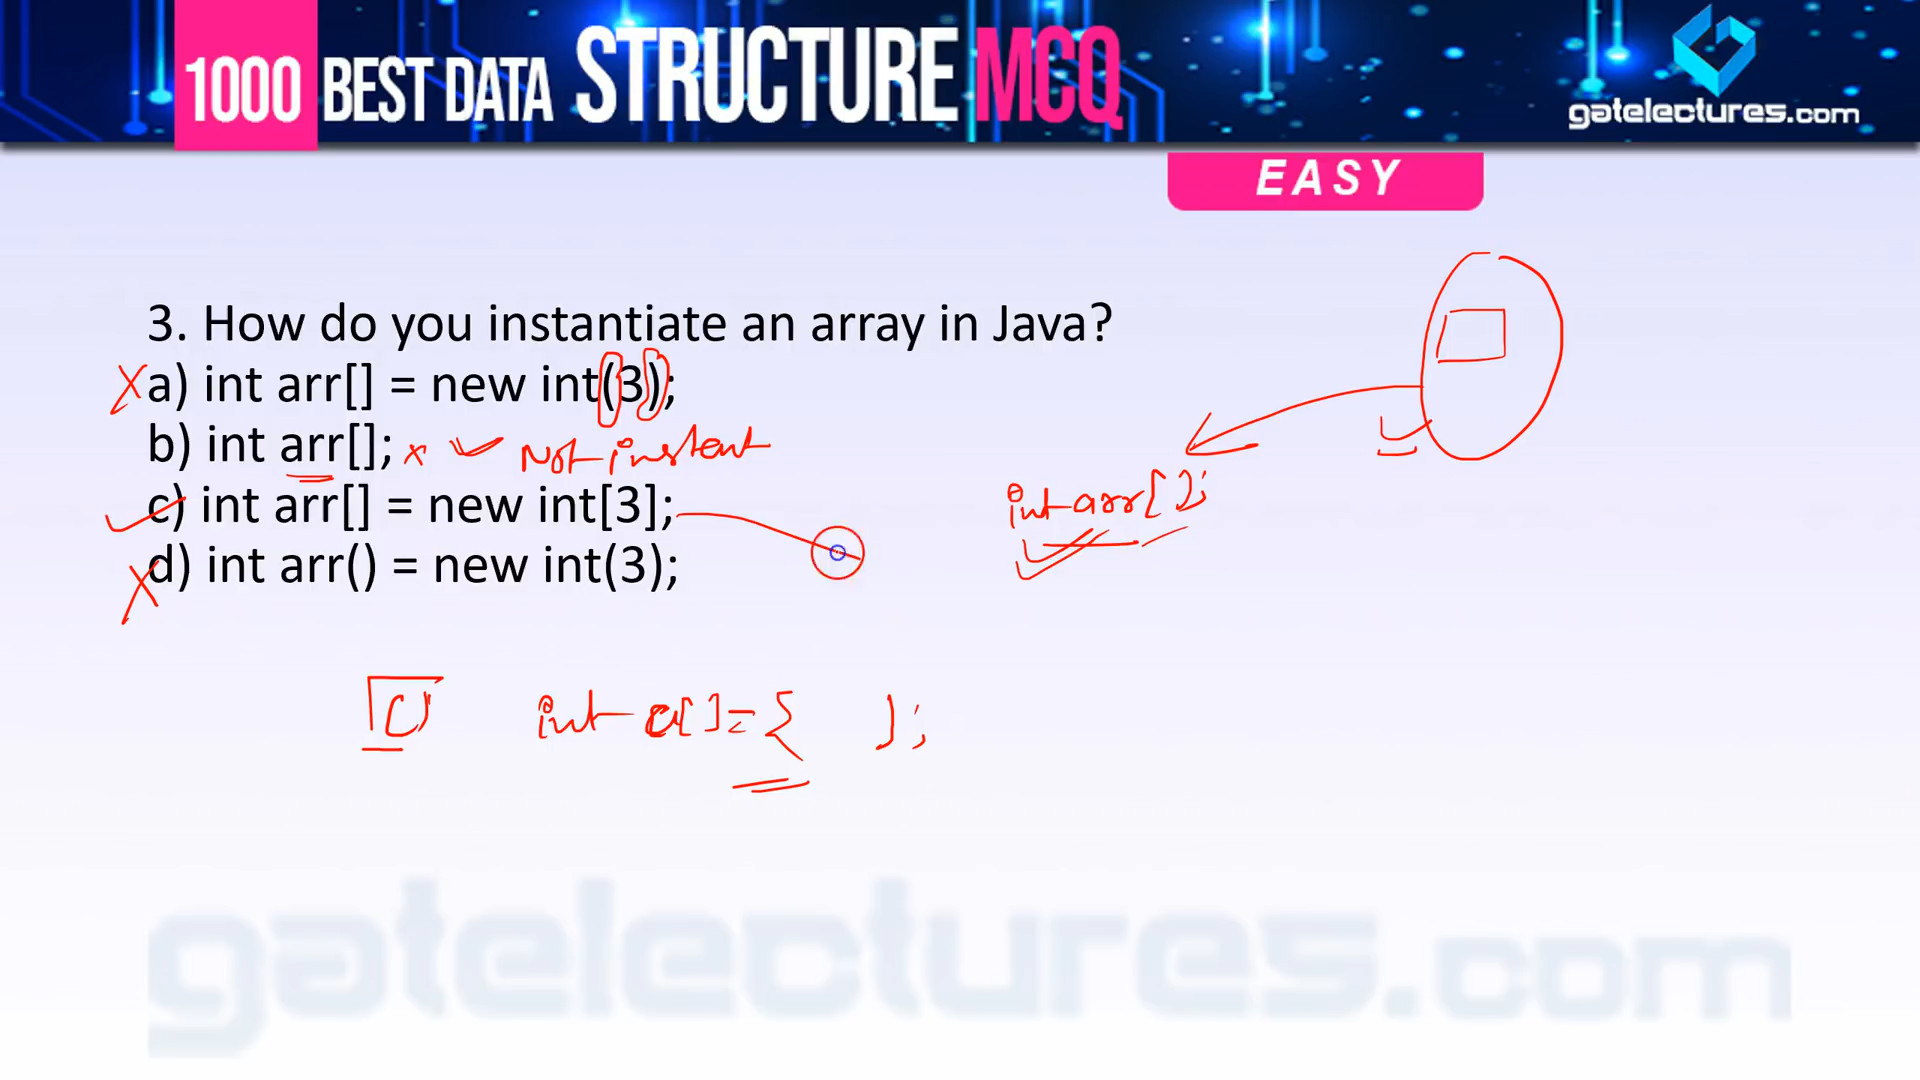 1000 BEST DATA STRUCTURE MCQ
gatelectures.com
EASY
3. How do you instantiate an array in Java?
X a) int arr[] = new int(3);
b) int arr[]; x Not instant
c) int arr[] = new int[3];
int arr[];
X d) int arr() = new int(3);
int a[]={ };
gatelectures.com